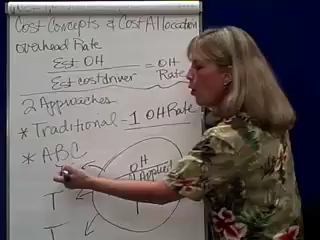 Cost Concepts & Cost Allocation
Overhead Rate
Est OH
Est cost driver
= OH Rate
2 Approaches
* Traditional - 1 OH Rate
* ABC
OH
Applied
T
T
T